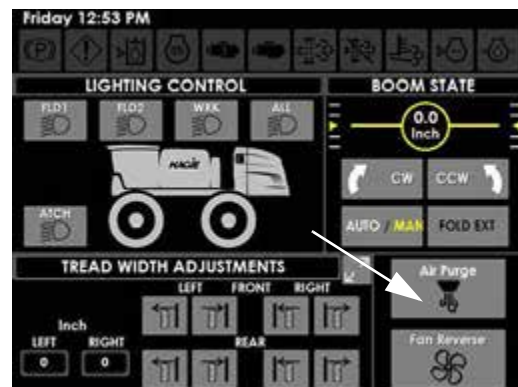 Friday 12:53 PM
LIGHTING CONTROL
FLD1 FLD2 WRK ALL
HAGIE
ATCH
BOOM STATE
0.0
Inch
CW CCW
AUTO / MAN FOLD EXT
TREAD WIDTH ADJUSTMENTS
LEFT FRONT RIGHT
Inch
LEFT RIGHT
0 0
REAR
Air Purge
Fan Reverse